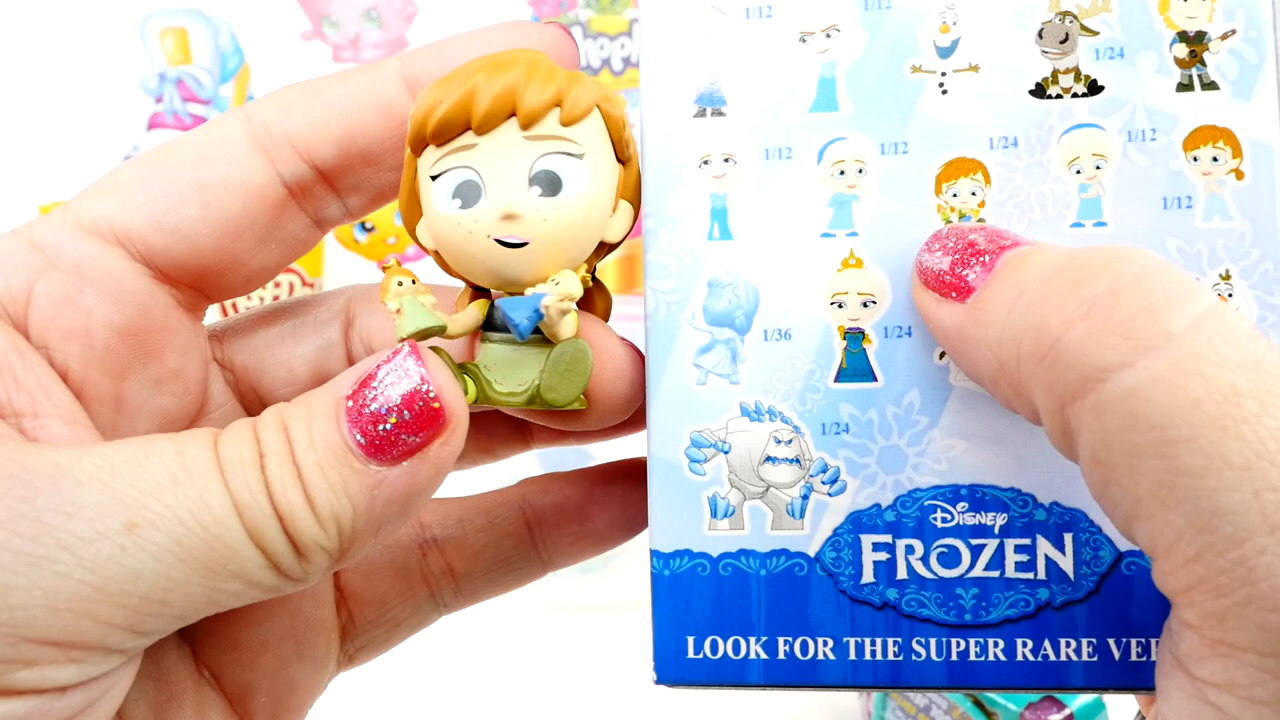 1/12 1/12
1/24
1/12 1/12 1/24 1/12
1/12
1/36 1/24
1/24
DISNEY
FROZEN
LOOK FOR THE SUPER RARE